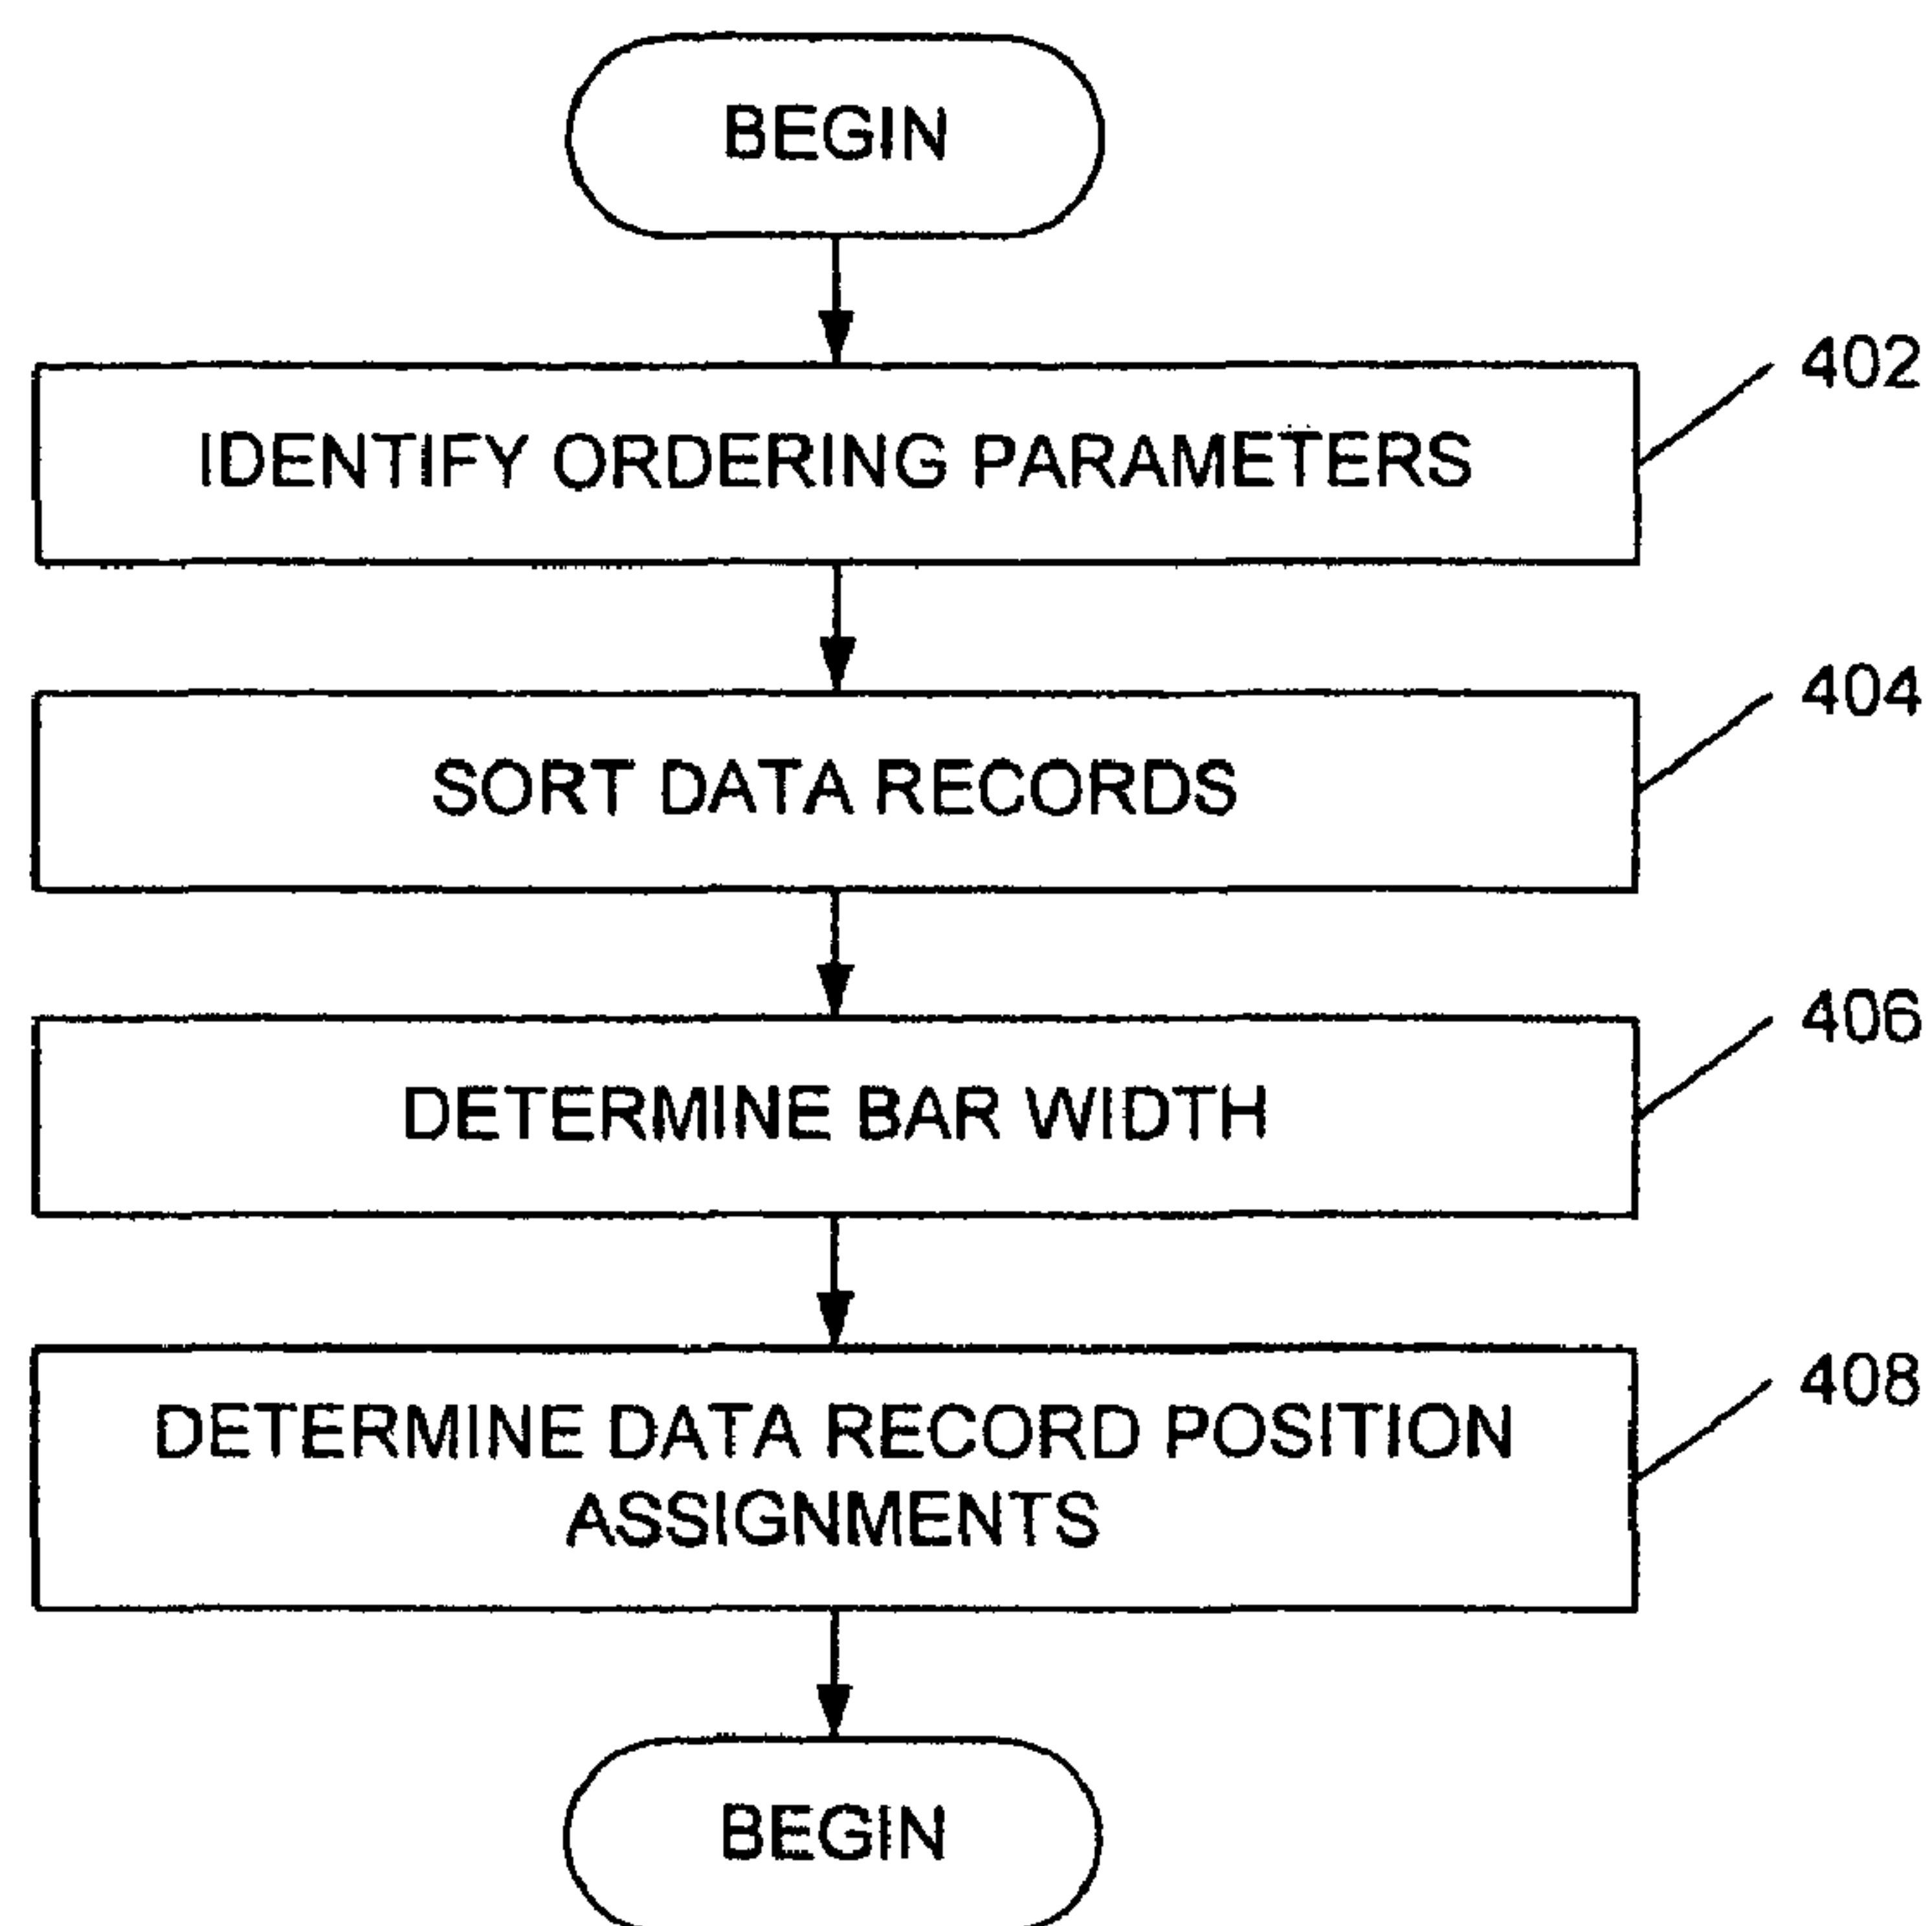 BEGIN
402
IDENTIFY ORDERING PARAMETERS
404
SORT DATA RECORDS
406
DETERMINE BAR WIDTH
408
DETERMINE DATA RECORD POSITION
ASSIGNMENTS
BEGIN